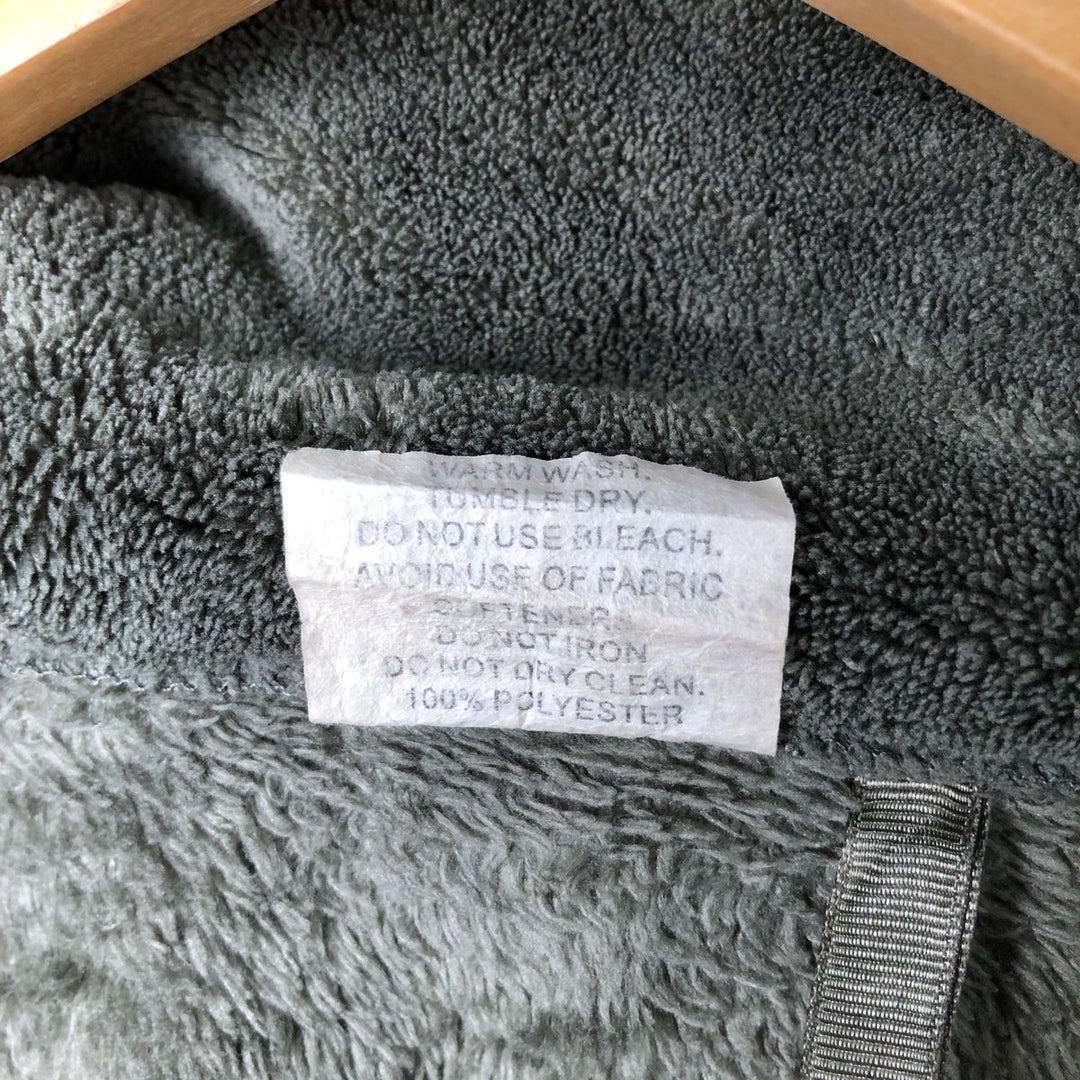 WARM WASH.
TUMBLE DRY.
DO NOT USE BLEACH.
AVOID USE OF FABRIC
SOFTENERS
DO NOT IRON
DO NOT DRY CLEAN.
100% POLYESTER